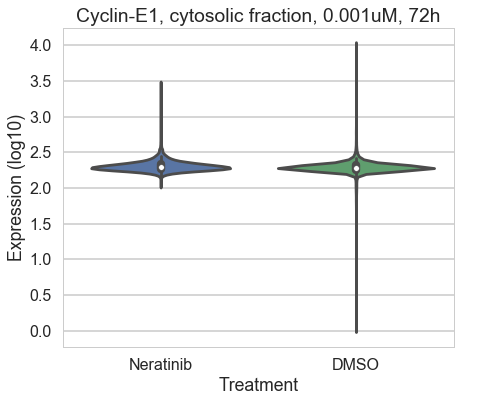 Cyclin-E1, cytosolic fraction, 0.001uM, 72h
Expression (log10)
4.0
3.5
3.0
2.5
2.0
1.5
1.0
0.5
0.0
Neratinib DMSO
Treatment